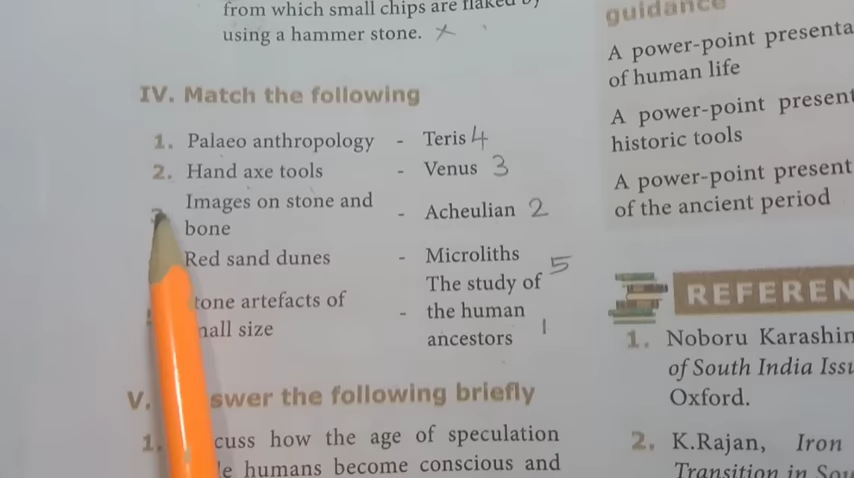 from which small chips are flaked by
using a hammer stone. ×
IV. Match the following
1. Palaeo anthropology - Teris 4
2. Hand axe tools - Venus 3
Images on stone and
bone - Acheulian 2
Red sand dunes - Microliths 5
tone artefacts of
mall size - The study of
the human
ancestors 1
V. swer the following briefly
1. cuss how the age of speculation
le humans become conscious and
guidance
A power-point presenta
of human life
A power-point present
historic tools
A power-point present
of the ancient period
REFEREN
1. Noboru Karashin
of South India Issu
Oxford.
2. K.Rajan, Iron
Transition in Sou